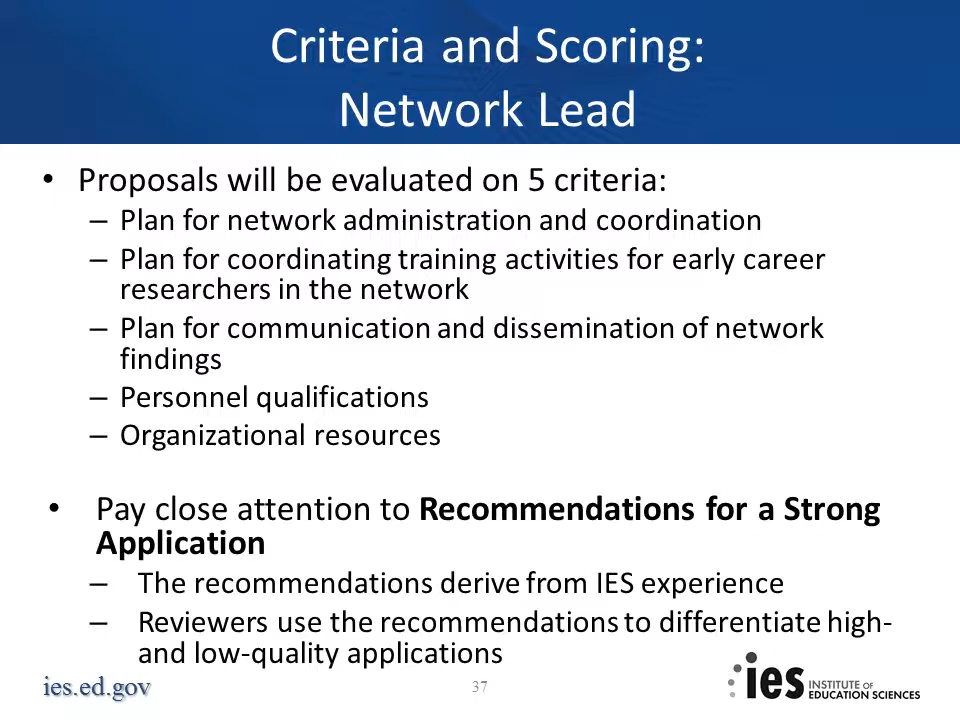 Criteria and Scoring:
Network Lead
• Proposals will be evaluated on 5 criteria:
– Plan for network administration and coordination
– Plan for coordinating training activities for early career
researchers in the network
– Plan for communication and dissemination of network
findings
– Personnel qualifications
– Organizational resources
• Pay close attention to Recommendations for a Strong
Application
– The recommendations derive from IES experience
– Reviewers use the recommendations to differentiate high-
and low-quality applications
ies.ed.gov
37
ies INSTITUTE OF
EDUCATION SCIENCES